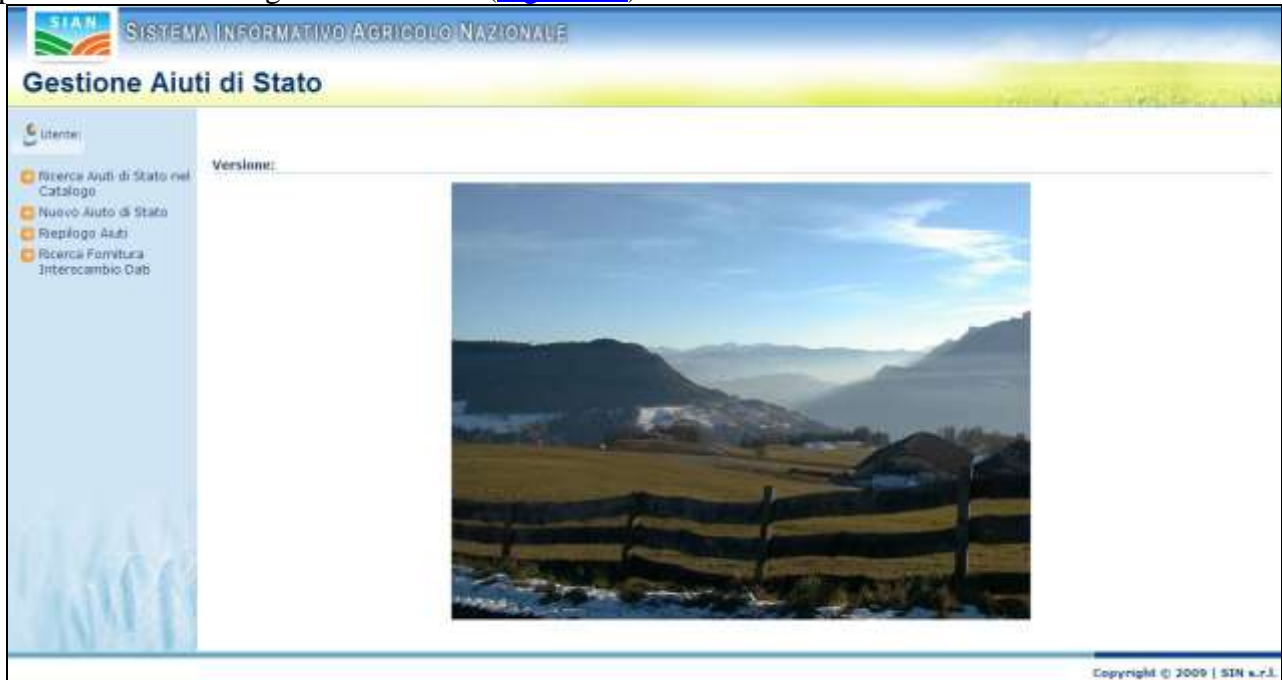 SIAN SISTEMA INFORMATIVO AGRICOLO NAZIONALE
Gestione Aiuti di Stato
Utente:
Versione:
Ricerca Aiuti di Stato nel
Catalogo
Nuovo Aiuto di Stato
Riepilogo Aiuti
Ricerca Fornitura
Interscambio Dati
Copyright © 2009 | SIN s.r.l.